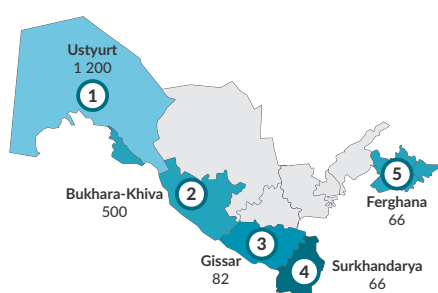 Ustyurt
1 200
1
Bukhara-Khiva
500
2
3
Gissar
82
4
Surkhandarya
66
5
Ferghana
66